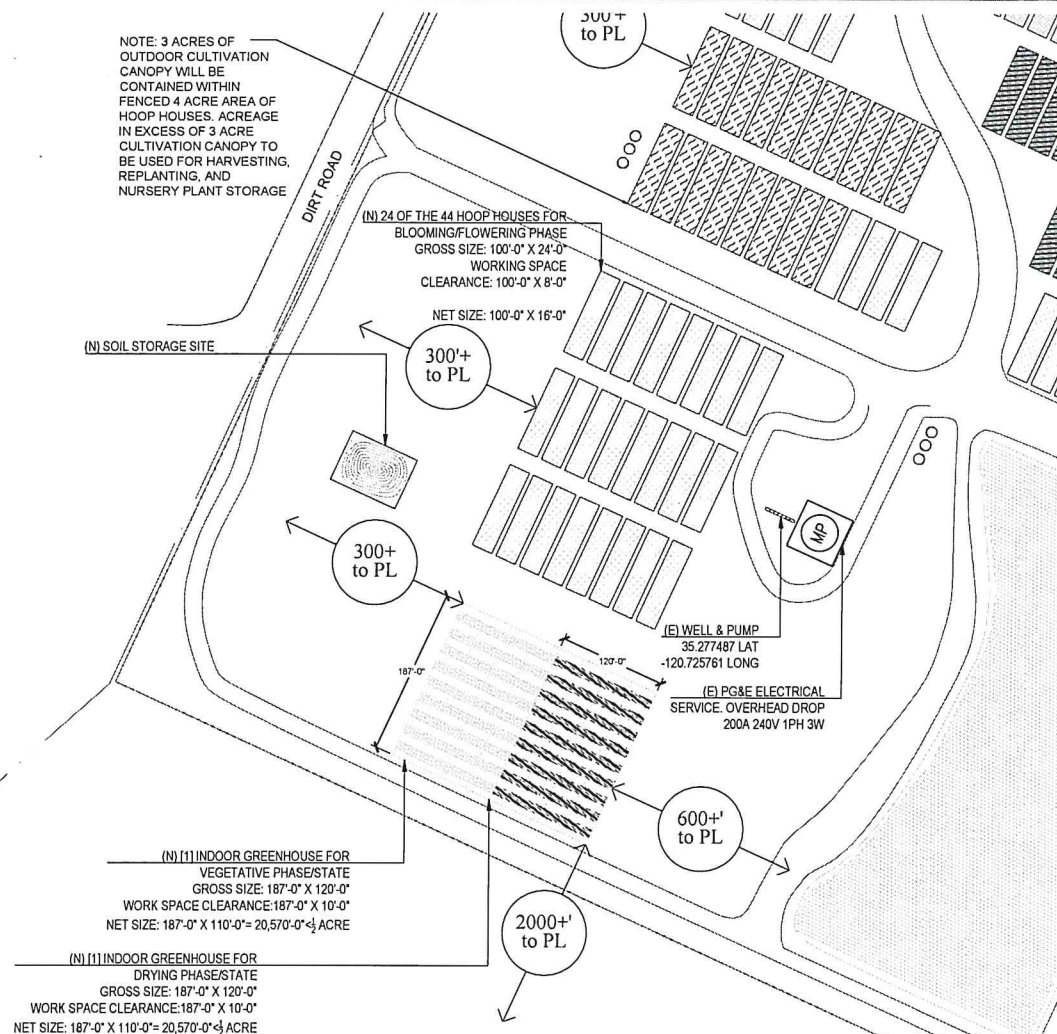 300'+
to PL
NOTE: 3 ACRES OF
OUTDOOR CULTIVATION
CANOPY WILL BE
CONTAINED WITHIN
FENCED 4 ACRE AREA OF
HOOP HOUSES. ACREAGE
IN EXCESS OF 3 ACRE
CULTIVATION CANOPY TO
BE USED FOR HARVESTING,
REPLANTING, AND
NURSERY PLANT STORAGE
DIRT ROAD
(N) 24 OF THE 44 HOOP HOUSES FOR
BLOOMING/FLOWERING PHASE
GROSS SIZE: 100'-0" X 24'-0"
WORKING SPACE
CLEARANCE: 100'-0" X 8'-0"
NET SIZE: 100'-0" X 16'-0"
(N) SOIL STORAGE SITE
300'+
to PL
300+
to PL
MP
187'-0"
120'-0"
(E) WELL & PUMP
35.277487 LAT
-120.725761 LONG
(E) PG&E ELECTRICAL
SERVICE. OVERHEAD DROP
200A 240V 1PH 3W
600+'
to PL
(N) [1] INDOOR GREENHOUSE FOR
VEGETATIVE PHASE/STATE
GROSS SIZE: 187'-0" X 120'-0"
WORK SPACE CLEARANCE:187'-0" X 10'-0"
NET SIZE: 187'-0" X 110'-0"= 20,570'-0"<½ ACRE
2000+'
to PL
(N) [1] INDOOR GREENHOUSE FOR
DRYING PHASE/STATE
GROSS SIZE: 187'-0" X 120'-0"
WORK SPACE CLEARANCE:187'-0" X 10'-0"
NET SIZE: 187'-0" X 110'-0"= 20,570'-0"<½ ACRE